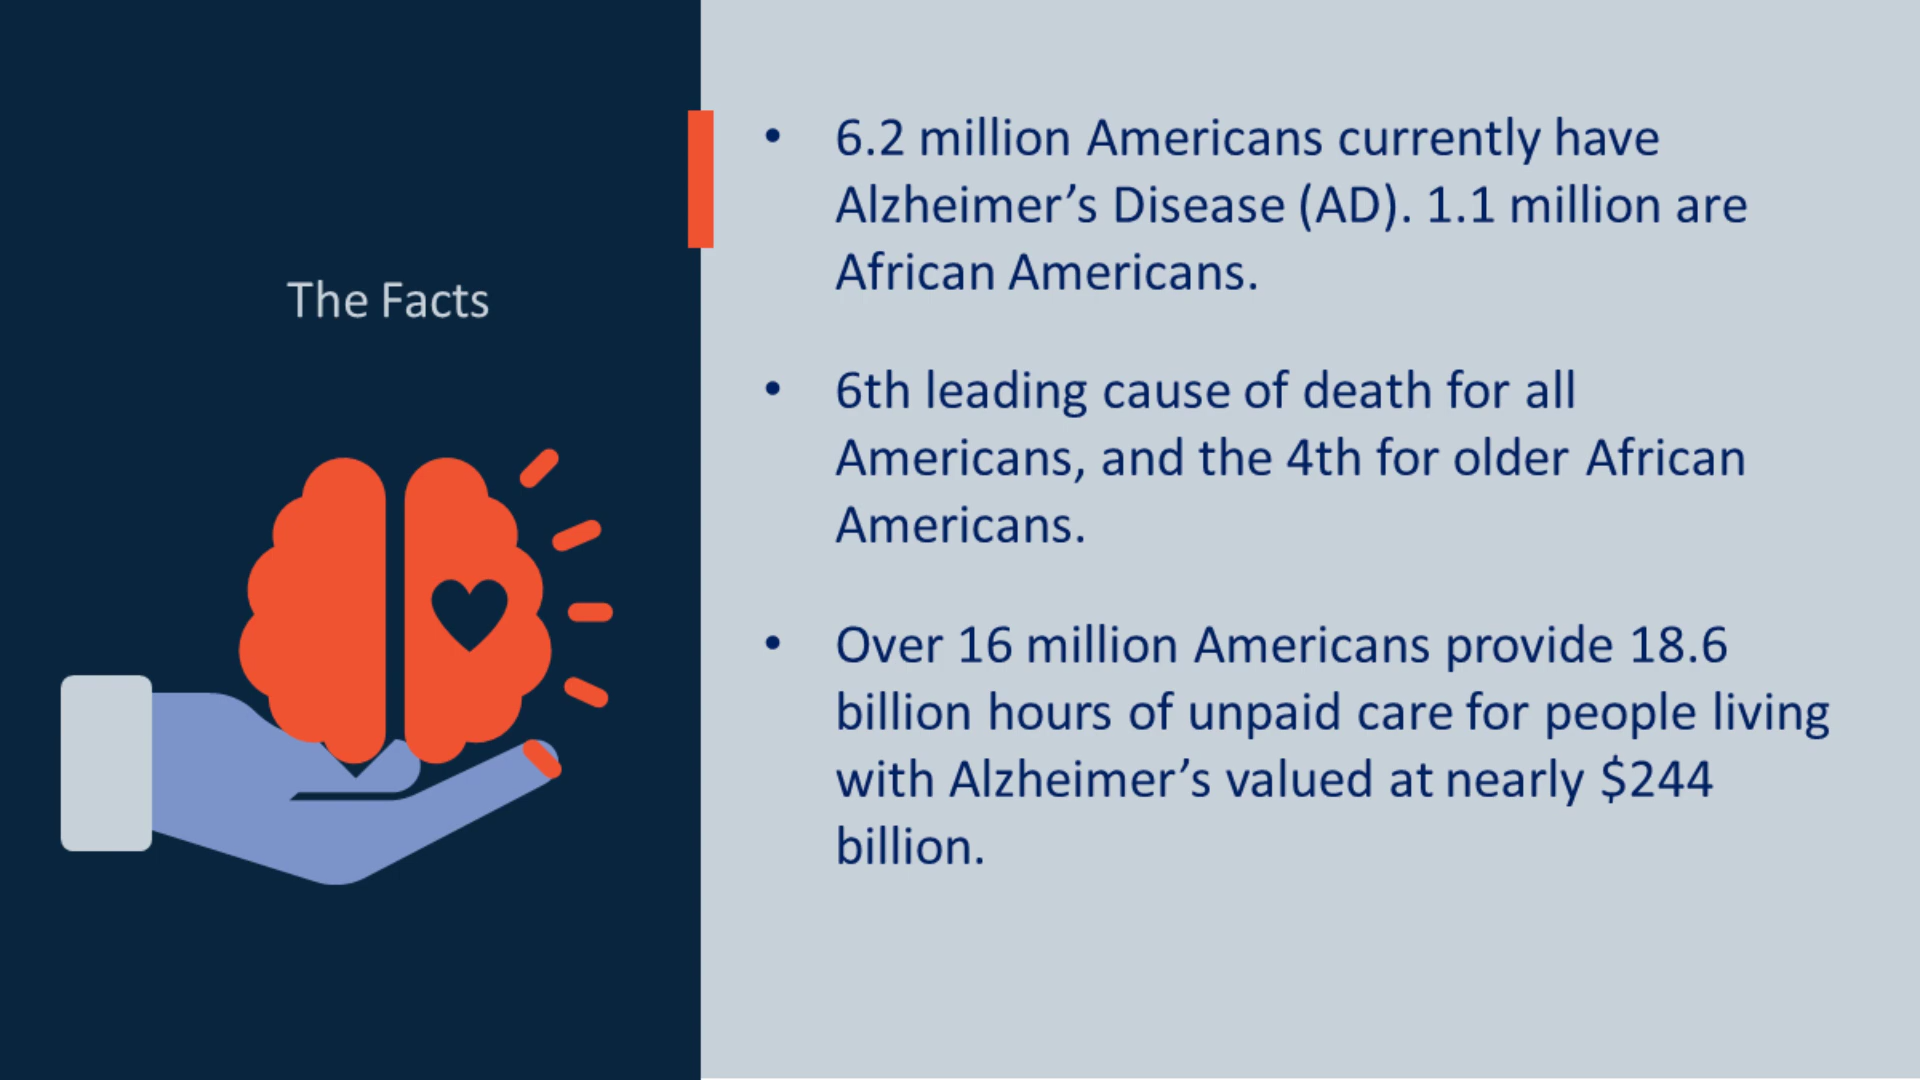 The Facts
• 6.2 million Americans currently have
Alzheimer’s Disease (AD). 1.1 million are
African Americans.
• 6th leading cause of death for all
Americans, and the 4th for older African
Americans.
• Over 16 million Americans provide 18.6
billion hours of unpaid care for people living
with Alzheimer’s valued at nearly $244
billion.